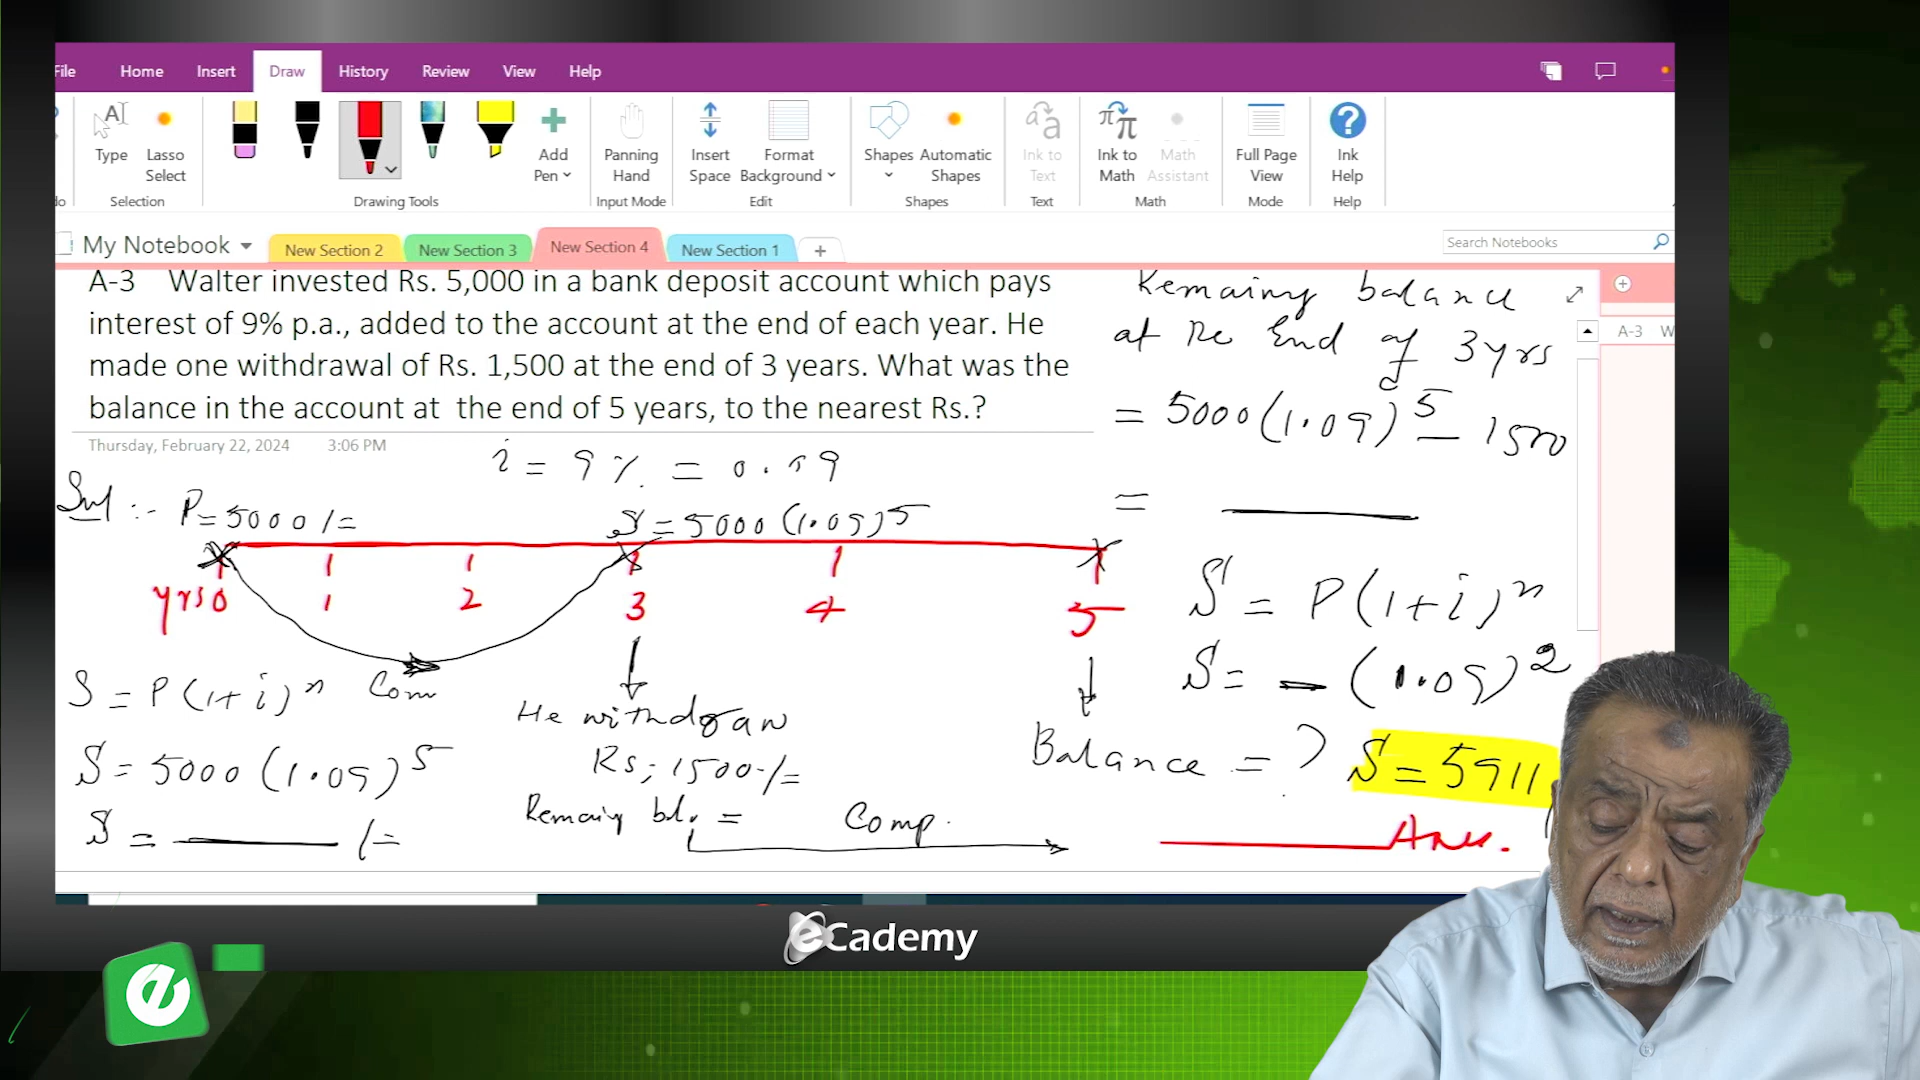 File Home Insert Draw History Review View Help
Type Lasso Select Add Pen Panning Hand Insert Space Format Background Shapes Automatic Shapes Ink to Text Ink to Math Math Assistant Full Page View Ink Help
Selection Drawing Tools Input Mode Edit Shapes Text Math Mode Help
My Notebook New Section 2 New Section 3 New Section 4 New Section 1 + Search Notebooks
A-3 Walter invested Rs. 5,000 in a bank deposit account which pays
interest of 9% p.a., added to the account at the end of each year. He
made one withdrawal of Rs. 1,500 at the end of 3 years. What was the
balance in the account at the end of 5 years, to the nearest Rs.?
Thursday, February 22, 2024 3:06 PM
i = 9 % = 0.09
Sol :- P = 5000/= S = 5000 (1.09)^5
yrs 0 1 2 3 4 5
S = P(1+i)^n Com
S = 5000 (1.09)^5
S = ___ /=
He withdraw
Rs; 1500/=
Remaing bl. = Comp.
Balance = ?
Remaing balance
at the End of 3 yrs
= 5000 (1.09)^5 - 1500
= ___
S = P(1+i)^n
S = — (1.09)^2
S = 5911
Ans.
A-3 W
eCademy
e